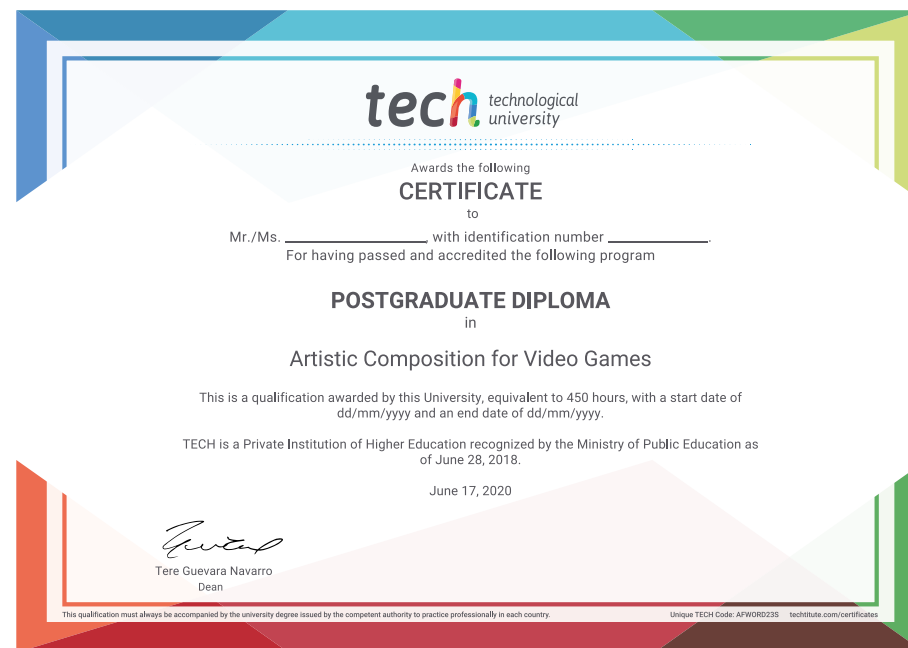 tech technological
university
Awards the following
CERTIFICATE
to
Mr./Ms. ____________________, with identification number ______________.
For having passed and accredited the following program
POSTGRADUATE DIPLOMA
in
Artistic Composition for Video Games
This is a qualification awarded by this University, equivalent to 450 hours, with a start date of
dd/mm/yyyy and an end date of dd/mm/yyyy.
TECH is a Private Institution of Higher Education recognized by the Ministry of Public Education as
of June 28, 2018.
June 17, 2020
Tere Guevara Navarro
Dean
This qualification must always be accompanied by the university degree issued by the competent authority to practice professionally in each country. Unique TECH Code: AFWORD23S techtitute.com/certificates